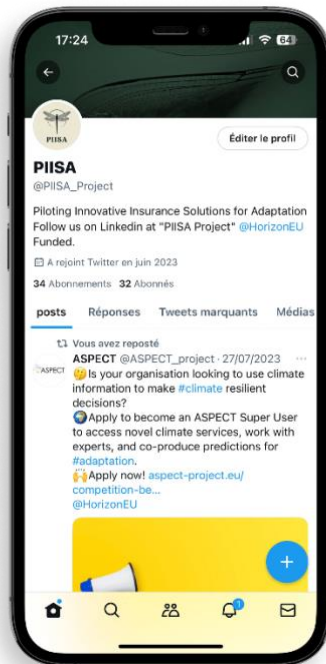 17:24
64
PIISA
Éditer le profil
PIISA
@PIISA_Project
Piloting Innovative Insurance Solutions for Adaptation
Follow us on Linkedin at "PIISA Project" @HorizonEU
Funded.
A rejoint Twitter en juin 2023
34 Abonnements 32 Abonnés
posts Réponses Tweets marquants Médias
Vous avez reposté
ASPECT
ASPECT @ASPECT_project · 27/07/2023 ···
🤔Is your organisation looking to use climate
information to make #climate resilient
decisions?
🌍Apply to become an ASPECT Super User
to access novel climate services, work with
experts, and co-produce predictions for
#adaptation.
🙌Apply now! aspect-project.eu/
competition-be...
@HorizonEU
1